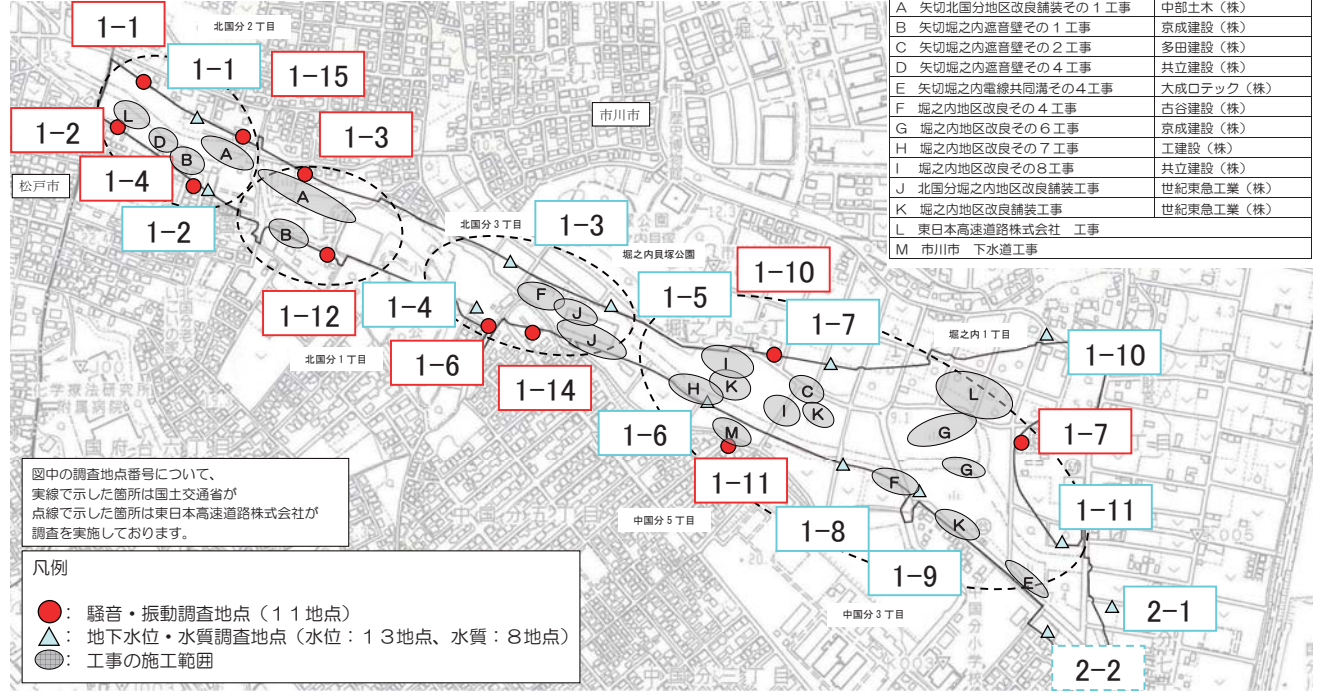 A 矢切北国分地区改良舗装その1工事 中部土木（株）
B 矢切堀之内遮音壁その1工事 京成建設（株）
C 矢切堀之内遮音壁その2工事 多田建設（株）
D 矢切堀之内遮音壁その4工事 共立建設（株）
E 矢切堀之内電線共同溝その4工事 大成ロテック（株）
F 堀之内地区改良その4工事 古谷建設（株）
G 堀之内地区改良その6工事 京成建設（株）
H 堀之内地区改良その7工事 工建設（株）
I 堀之内地区改良その8工事 共立建設（株）
J 北国分堀之内地区改良舗装工事 世紀東急工業（株）
K 堀之内地区改良舗装工事 世紀東急工業（株）
L 東日本高速道路株式会社 工事
M 市川市 下水道工事
1-1
北国分2丁目
1-1
1-15
1-2
1-3
市川市
L
D
B
A
1-4
松戸市
A
1-2
B
北国分3丁目
1-3
堀之内貝塚公園
1-10
1-12
1-4
1-5
1-7
F
J
J
堀之内1丁目
1-10
北国分1丁目
1-6
1-14
I
H
K
C
I
K
L
G
1-6
M
1-7
1-11
G
F
中国分5丁目
1-8
K
1-11
1-9
E
中国分3丁目
2-1
2-2
図中の調査地点番号について、
実線で示した箇所は国土交通省が
点線で示した箇所は東日本高速道路株式会社が
調査を実施しております。
凡例
： 騒音・振動調査地点（11地点）
： 地下水位・水質調査地点（水位：13地点、水質：8地点）
： 工事の施工範囲